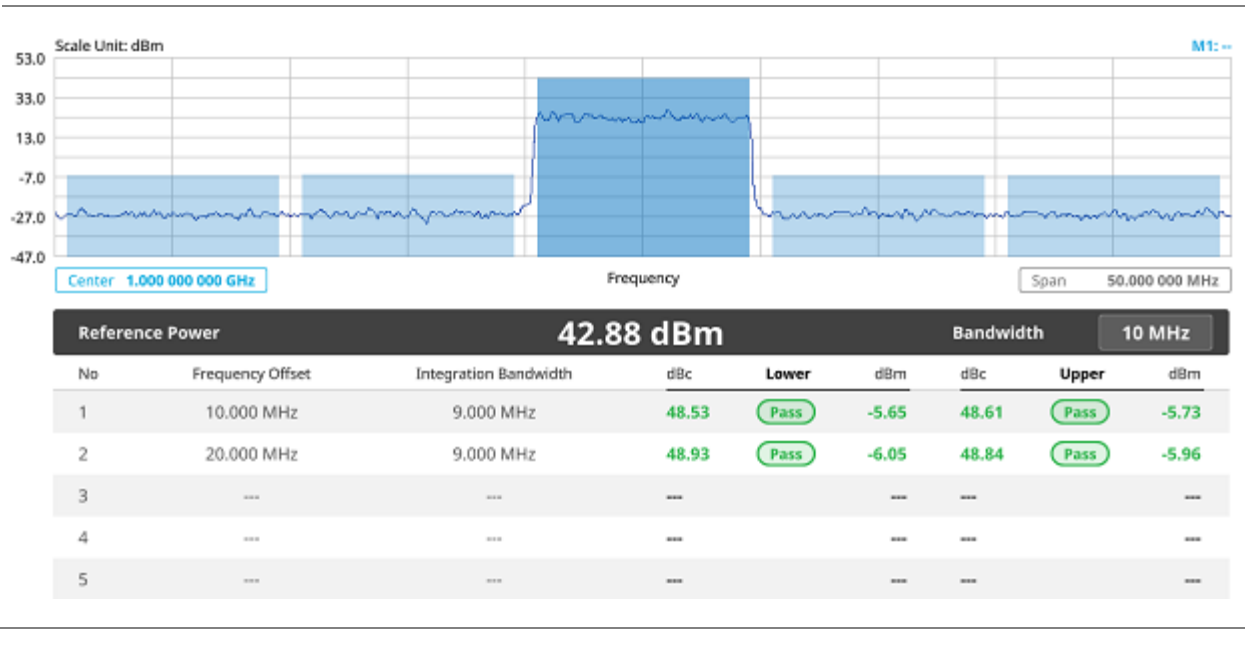 Scale Unit: dBm M1: --
53.0
33.0
13.0
-7.0
-27.0
-47.0
Center 1.000 000 000 GHz Frequency Span 50.000 000 MHz
Reference Power 42.88 dBm Bandwidth 10 MHz
No Frequency Offset Integration Bandwidth dBc Lower dBm dBc Upper dBm
1 10.000 MHz 9.000 MHz 48.53 Pass -5.65 48.61 Pass -5.73
2 20.000 MHz 9.000 MHz 48.93 Pass -6.05 48.84 Pass -5.96
3 --- --- --- --- --- ---
4 --- --- --- --- --- ---
5 --- --- --- --- --- ---